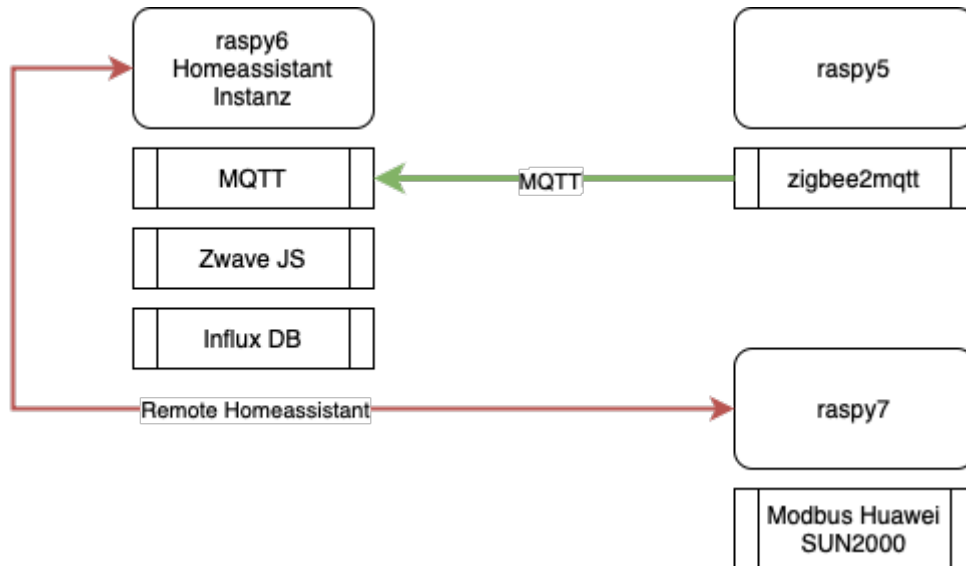 raspy6
Homeassistant
Instanz
raspy5
MQTT
MQTT
zigbee2mqtt
Zwave JS
Influx DB
Remote Homeassistant
raspy7
Modbus Huawei
SUN2000